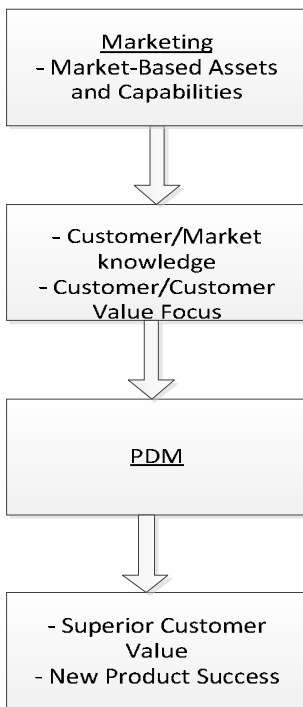 Marketing
- Market-Based Assets
and Capabilities
- Customer/Market
knowledge
- Customer/Customer
Value Focus
PDM
- Superior Customer
Value
- New Product Success